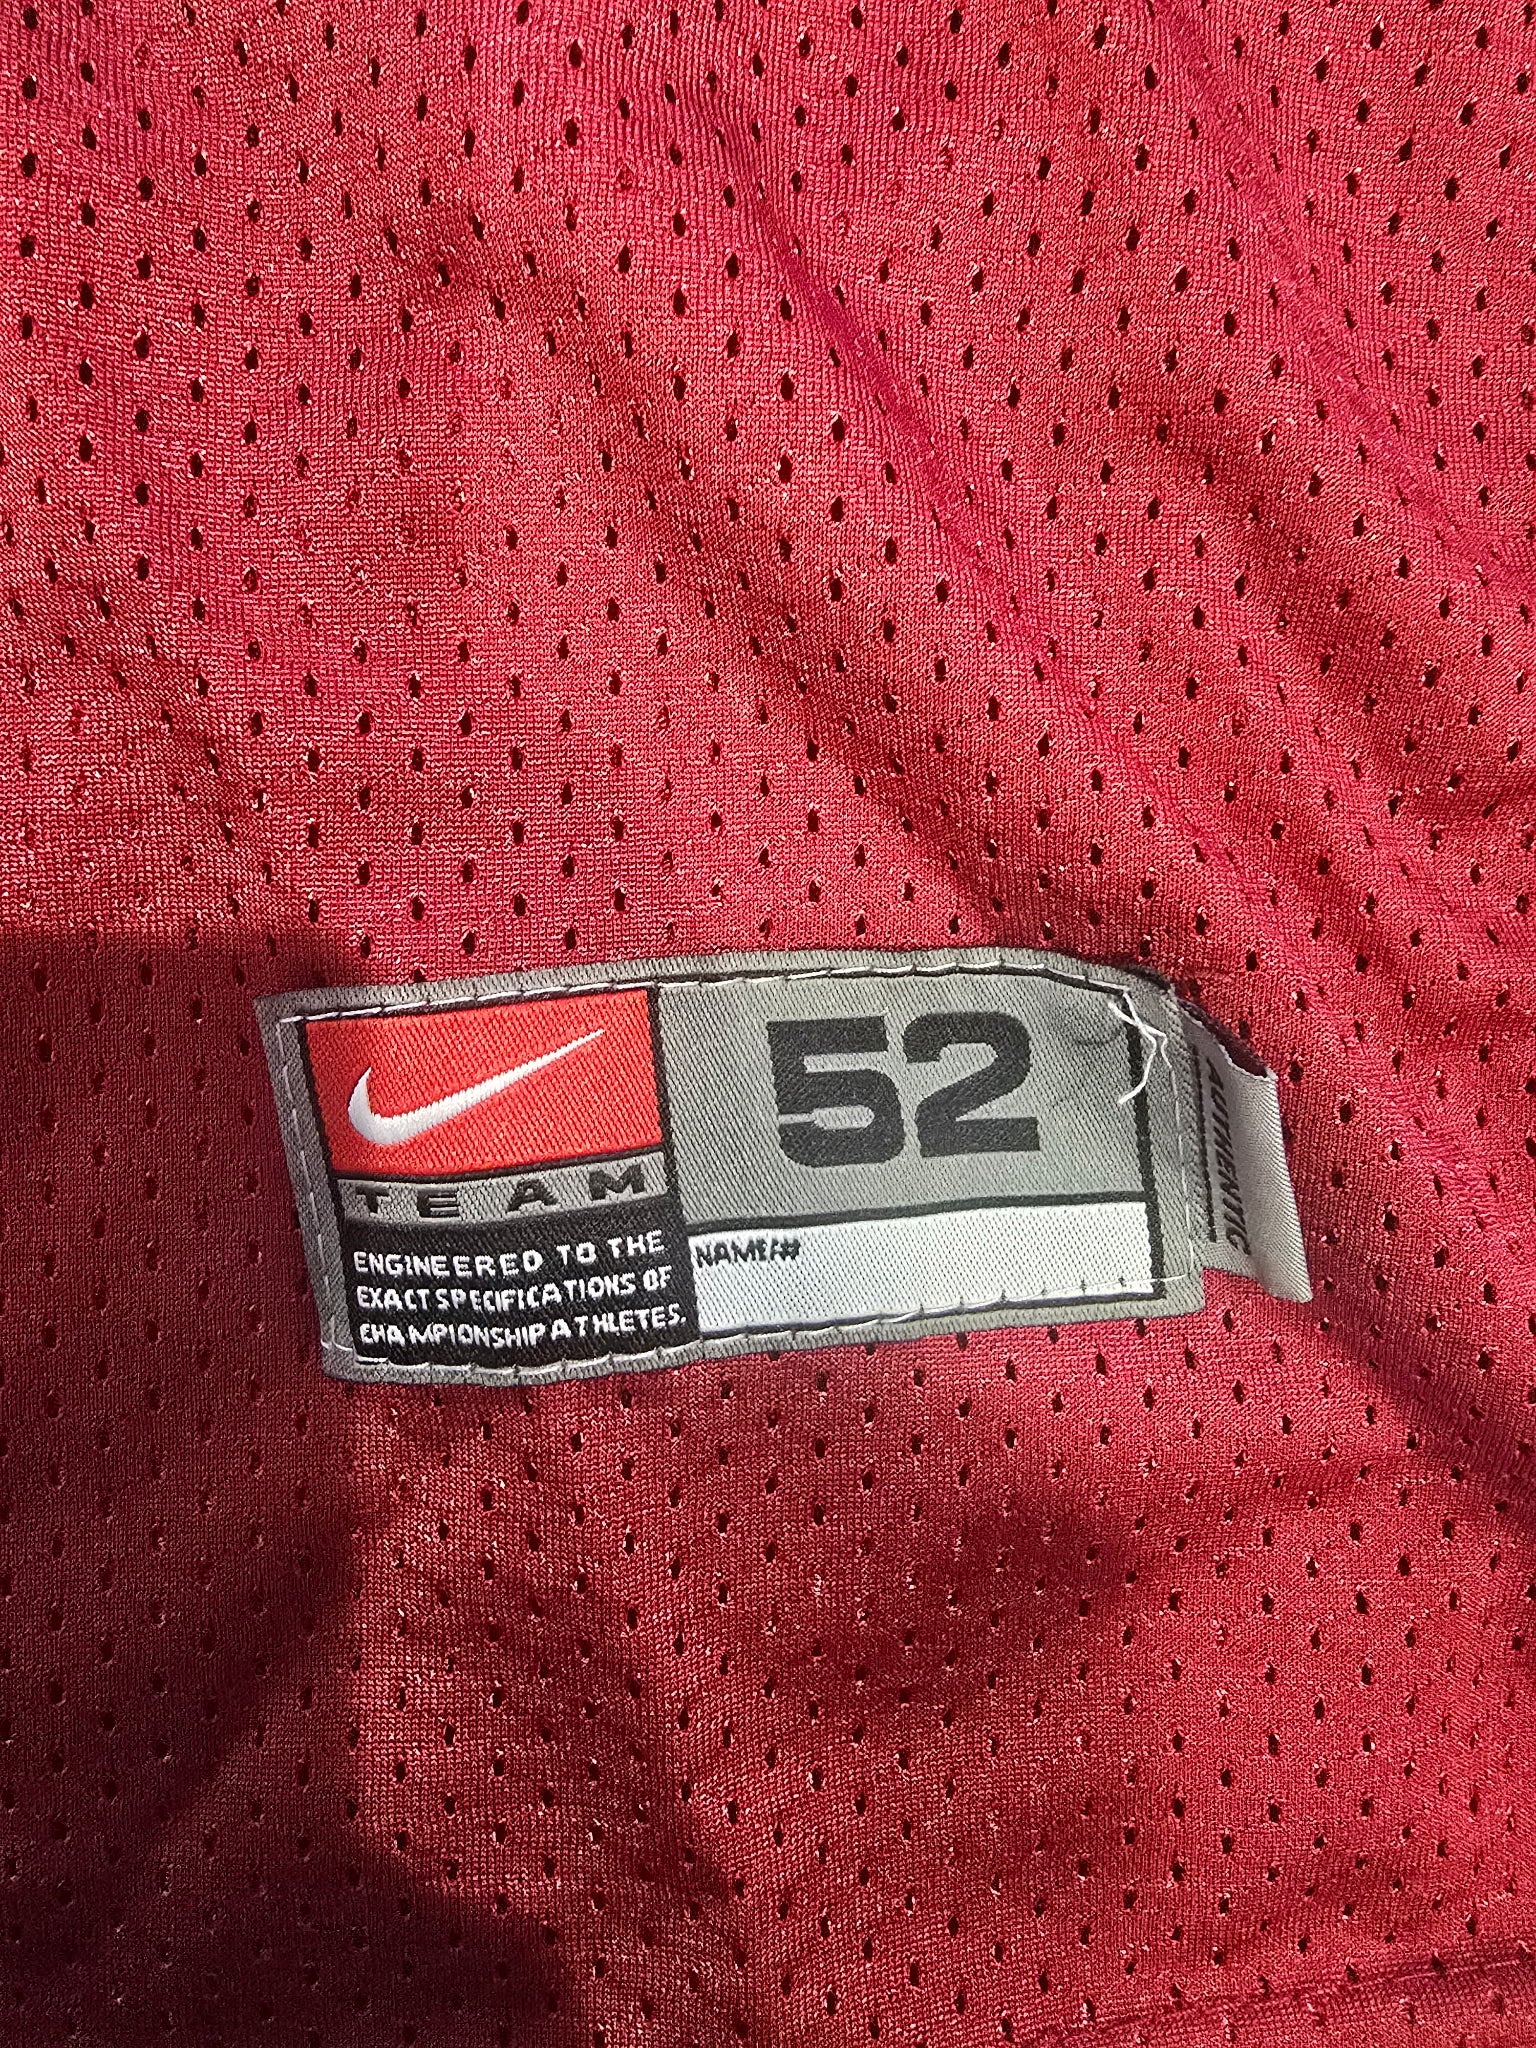 52
TEAM
ENGINEERED TO THE
EXACT SPECIFICATIONS OF
CHAMPIONSHIP ATHLETES.
NAME/#
AUTHENTIC